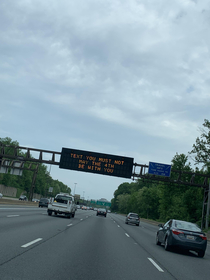 TEXT YOU MUST NOT
MAY THE 4TH
BE WITH YOU